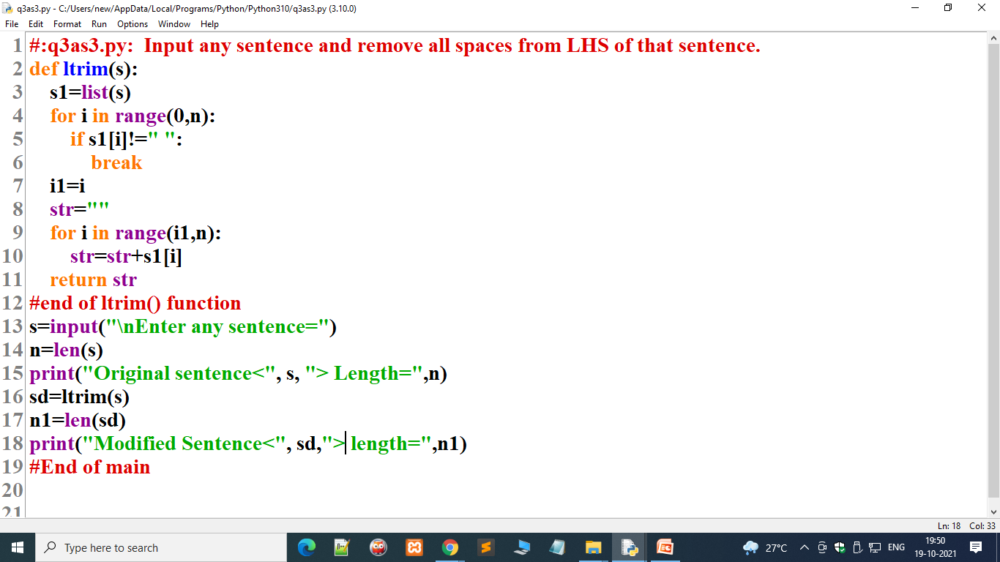 q3as3.py - C:/Users/new/AppData/Local/Programs/Python/Python310/q3as3.py (3.10.0)
File Edit Format Run Options Window Help
1 #:q3as3.py:  Input any sentence and remove all spaces from LHS of that sentence.
2 def ltrim(s):
3     s1=list(s)
4     for i in range(0,n):
5         if s1[i]!=" ":
6             break
7     i1=i
8     str=""
9     for i in range(i1,n):
10         str=str+s1[i]
11     return str
12 #end of ltrim() function
13 s=input("\nEnter any sentence=")
14 n=len(s)
15 print("Original sentence<", s, "> Length=",n)
16 sd=ltrim(s)
17 n1=len(sd)
18 print("Modified Sentence<", sd,"> length=",n1)
19 #End of main
20
21
Ln: 18 Col: 33
Type here to search
27°C
ENG
19:50
19-10-2021